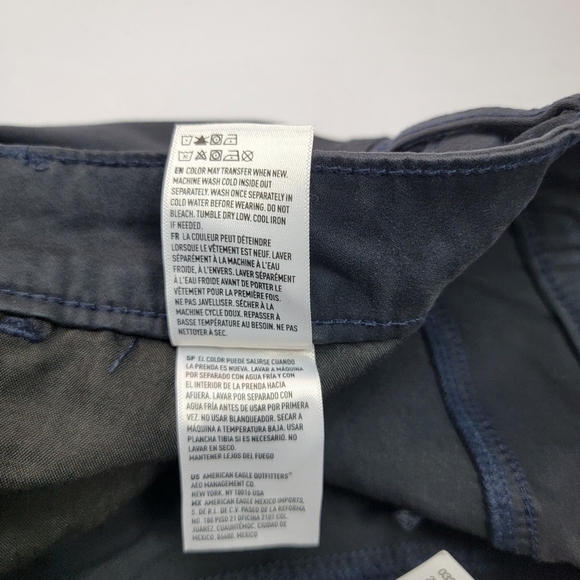 EN COLOR MAY TRANSFER WHEN NEW.
MACHINE WASH COLD INSIDE OUT
SEPARATELY. WASH ONCE SEPARATELY IN
COLD WATER BEFORE WEARING. DO NOT
BLEACH. TUMBLE DRY LOW. COOL IRON
IF NEEDED.
FR LA COULEUR PEUT DÉTEINDRE
LORSQUE LE VÊTEMENT EST NEUF. LAVER
SÉPARÉMENT À LA MACHINE À L'EAU
FROIDE, À L'ENVERS. LAVER SÉPARÉMENT
À L'EAU FROIDE AVANT DE PORTER LE
VÊTEMENT POUR LA PREMIÈRE FOIS.
NE PAS JAVELLISER. SÉCHER À LA
MACHINE CYCLE DOUX. REPASSER À
BASSE TEMPÉRATURE AU BESOIN. NE PAS
NETTOYER À SEC.
SP EL COLOR PUEDE SALIRSE CUANDO
LA PRENDA ES NUEVA. LAVAR A MÁQUINA
POR SEPARADO CON AGUA FRÍA Y CON
EL INTERIOR DE LA PRENDA HACIA
AFUERA. LAVAR POR SEPARADO CON
AGUA FRÍA ANTES DE USAR POR PRIMERA
VEZ. NO USAR BLANQUEADOR. SECAR A
MÁQUINA A TEMPERATURA BAJA. USAR
PLANCHA TIBIA SI ES NECESARIO. NO
LAVAR EN SECO.
MANTENER LEJOS DEL FUEGO
US AMERICAN EAGLE OUTFITTERS®
AEO MANAGEMENT CO.
NEW YORK, NY 10016 USA
MX AMERICAN EAGLE MEXICO IMPORTS,
S. DE R.L. DE C.V. PASEO DE LA REFORMA
NO. 180 PISO 21 OFICINA 2102 COL.
JUÁREZ, CUAUHTÉMOC, CIUDAD DE
MÉXICO, 06600, MEXICO